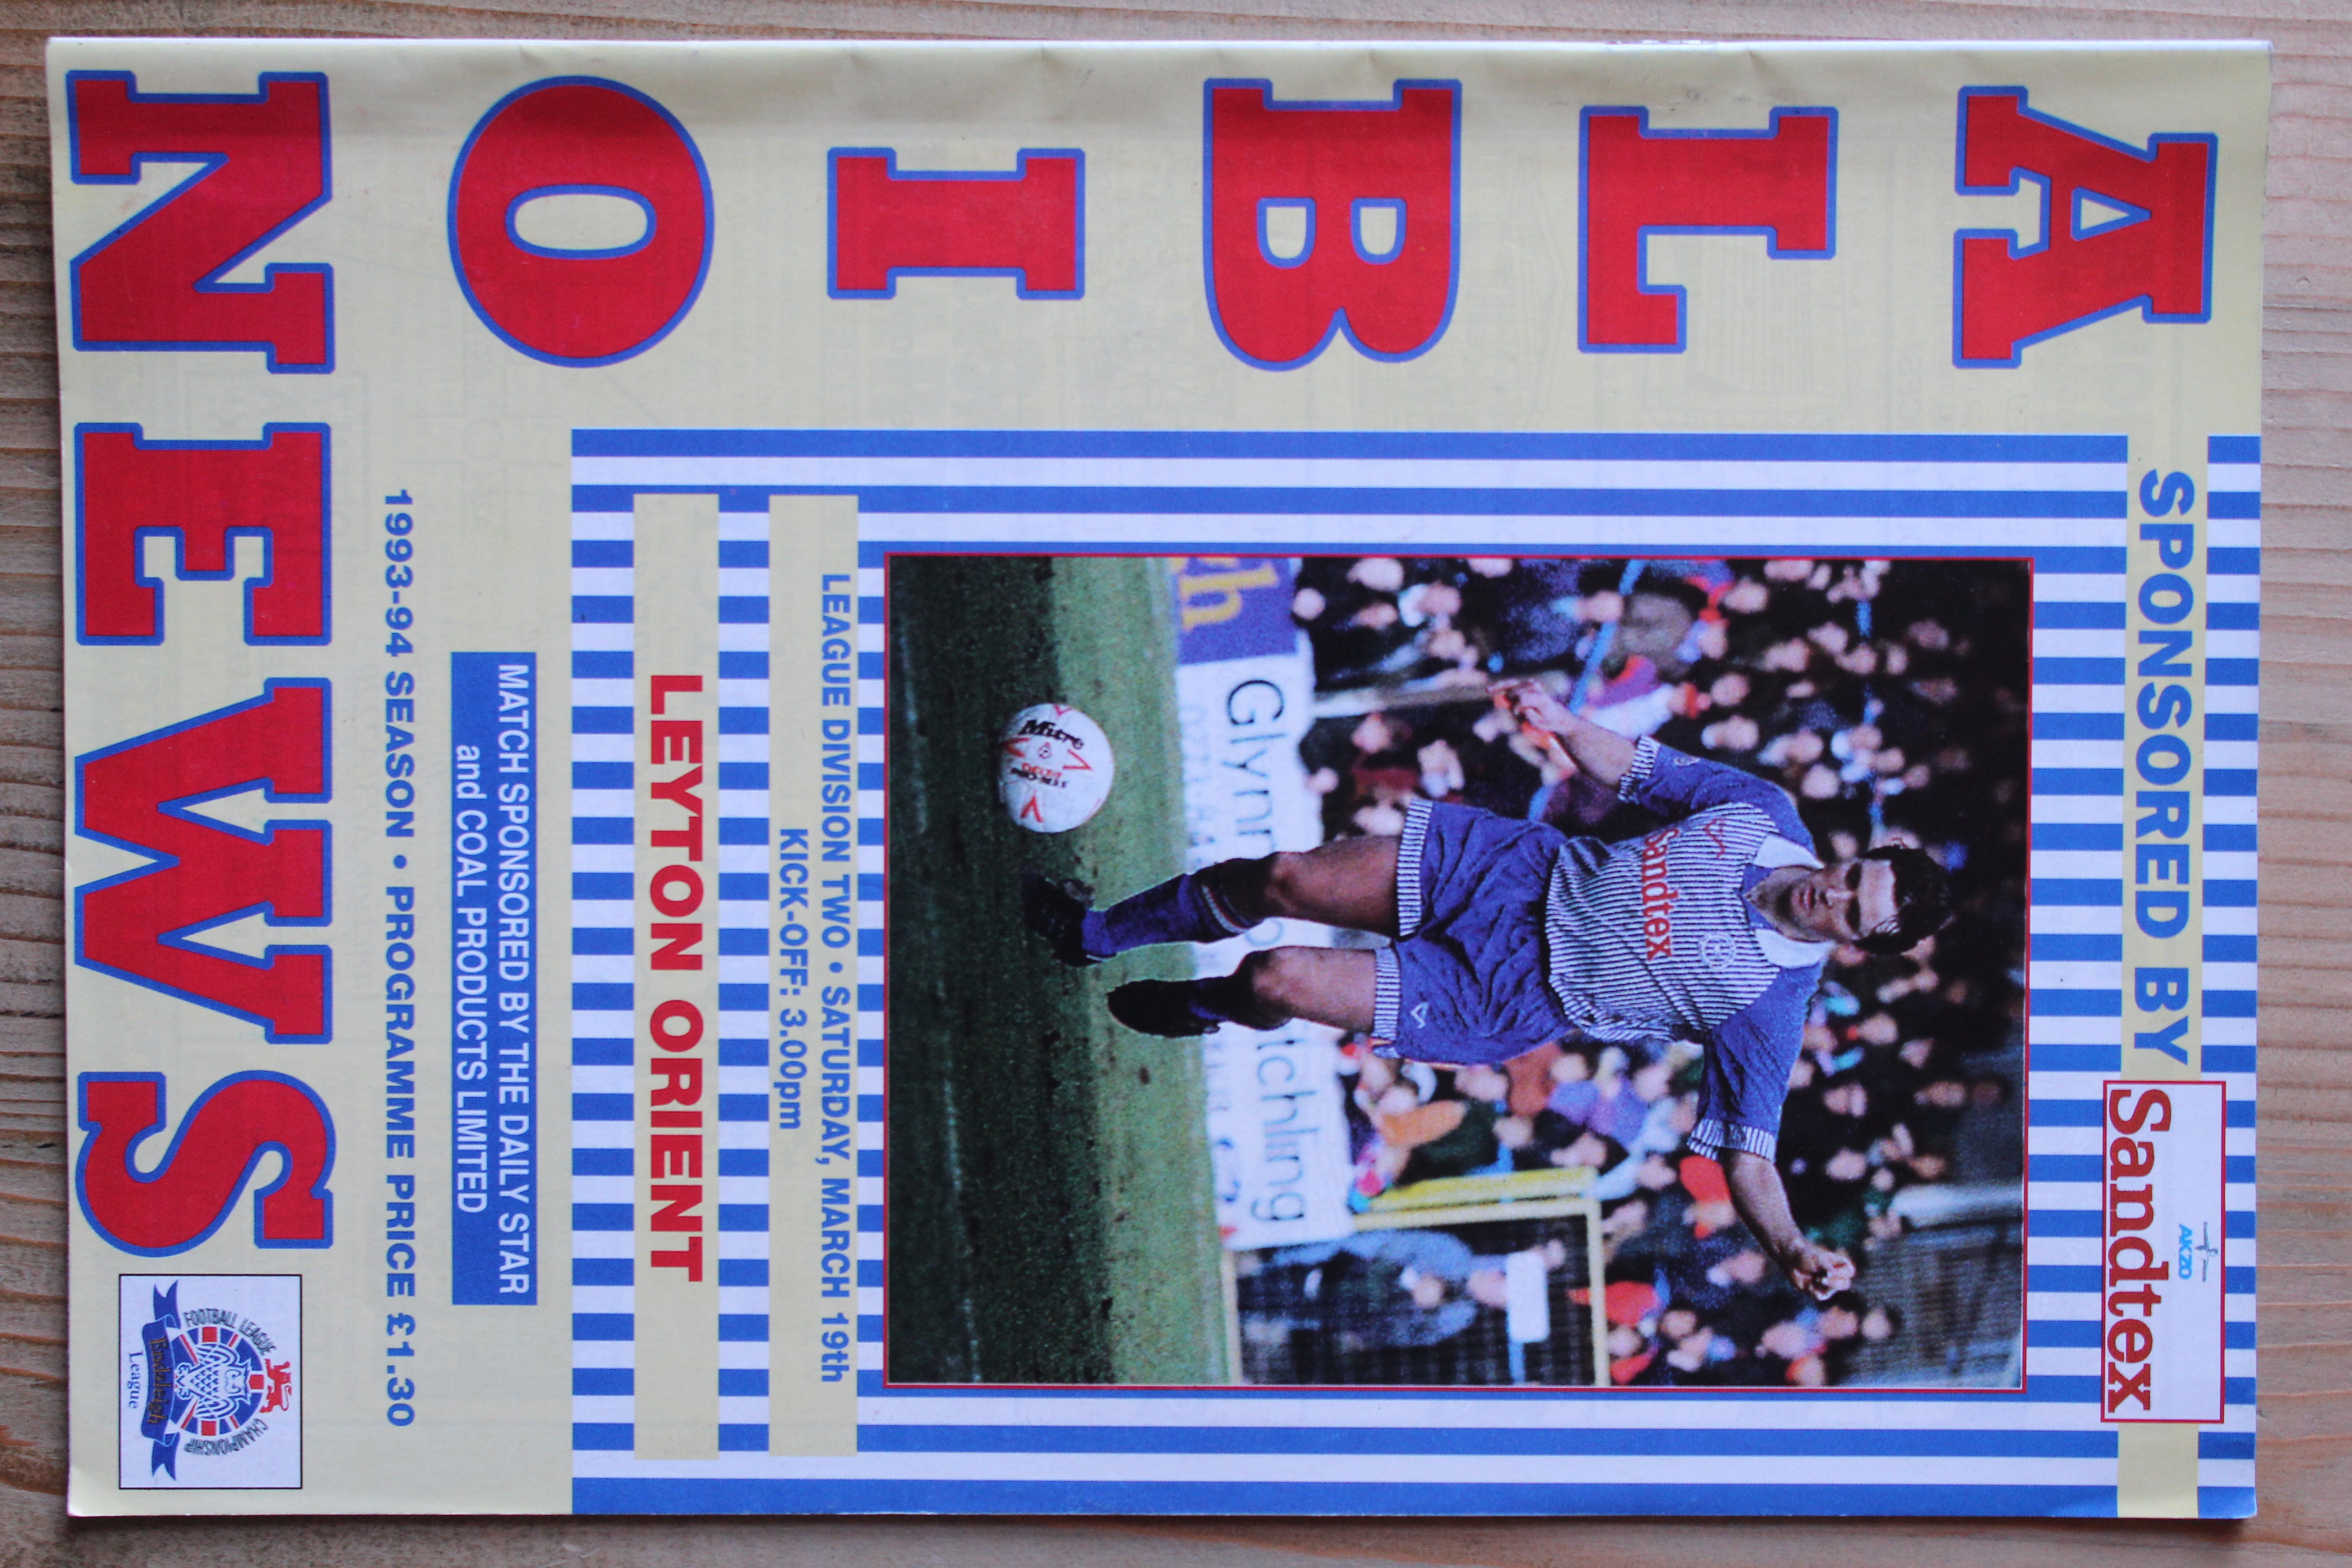 SPONSORED BY
AKZO
Sandtex
ALBION
NEWS
Sandtex
Glynn
tchling
Mitre
LEAGUE DIVISION TWO • SATURDAY, MARCH 19th
KICK-OFF: 3.00pm
LEYTON ORIENT
MATCH SPONSORED BY THE DAILY STAR
and COAL PRODUCTS LIMITED
1993-94 SEASON • PROGRAMME PRICE £1.30
FOOTBALL LEAGUE CHAMPIONSHIP
Endsleigh
League